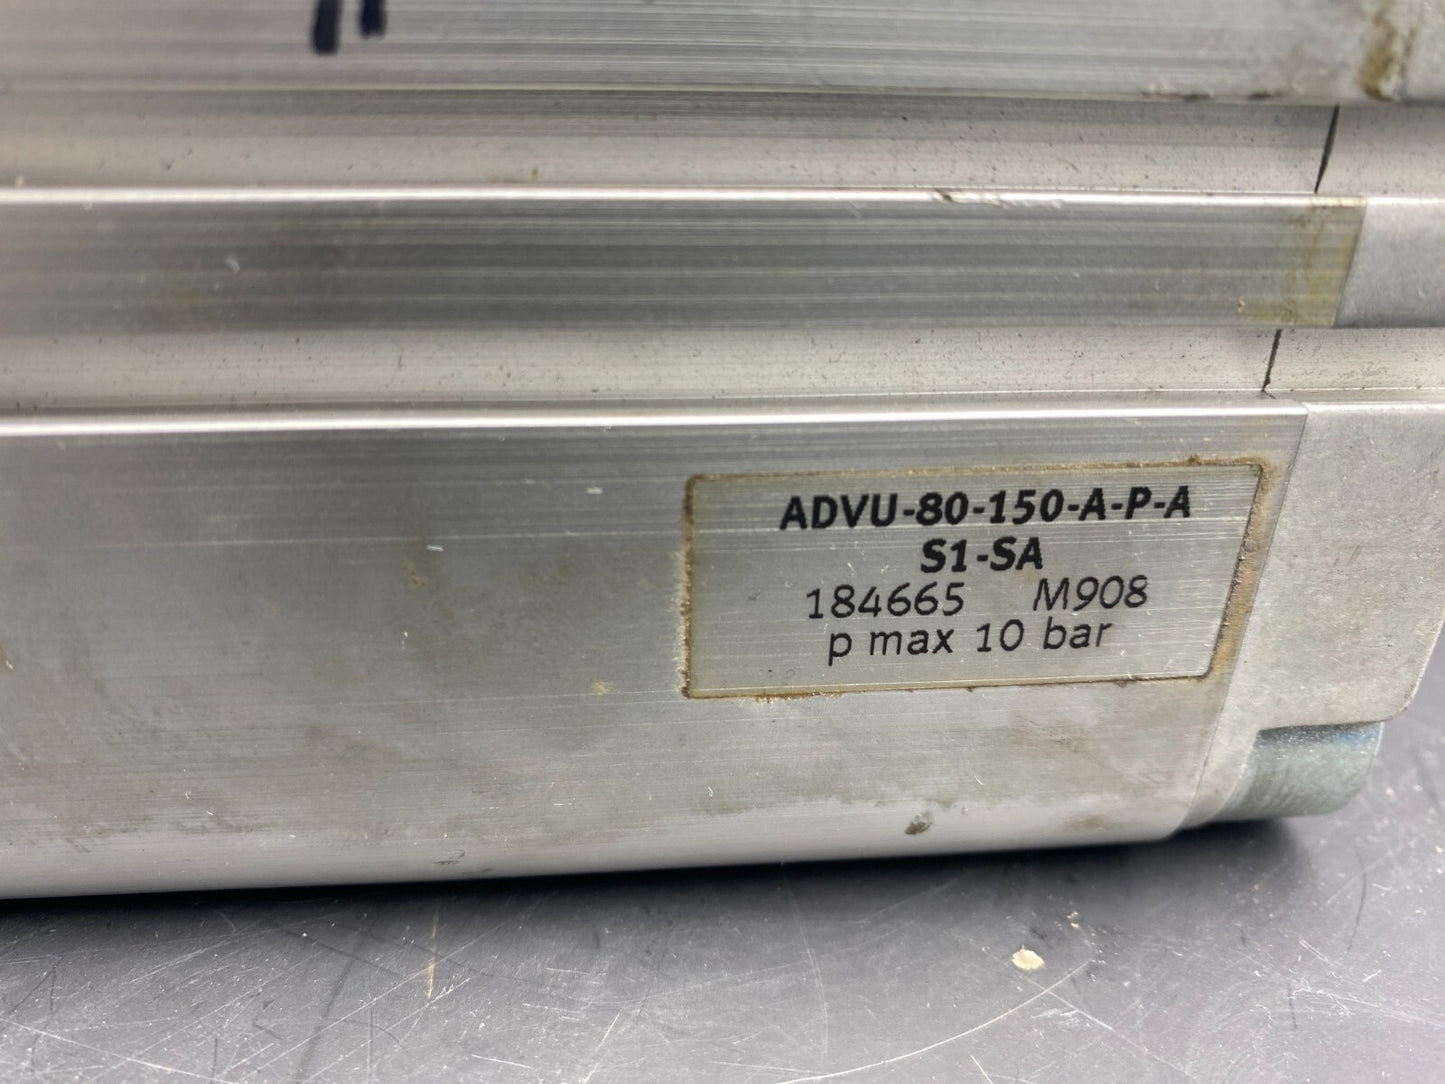 ADVU-80-150-A-P-A
S1-SA
184665 M908
p max 10 bar